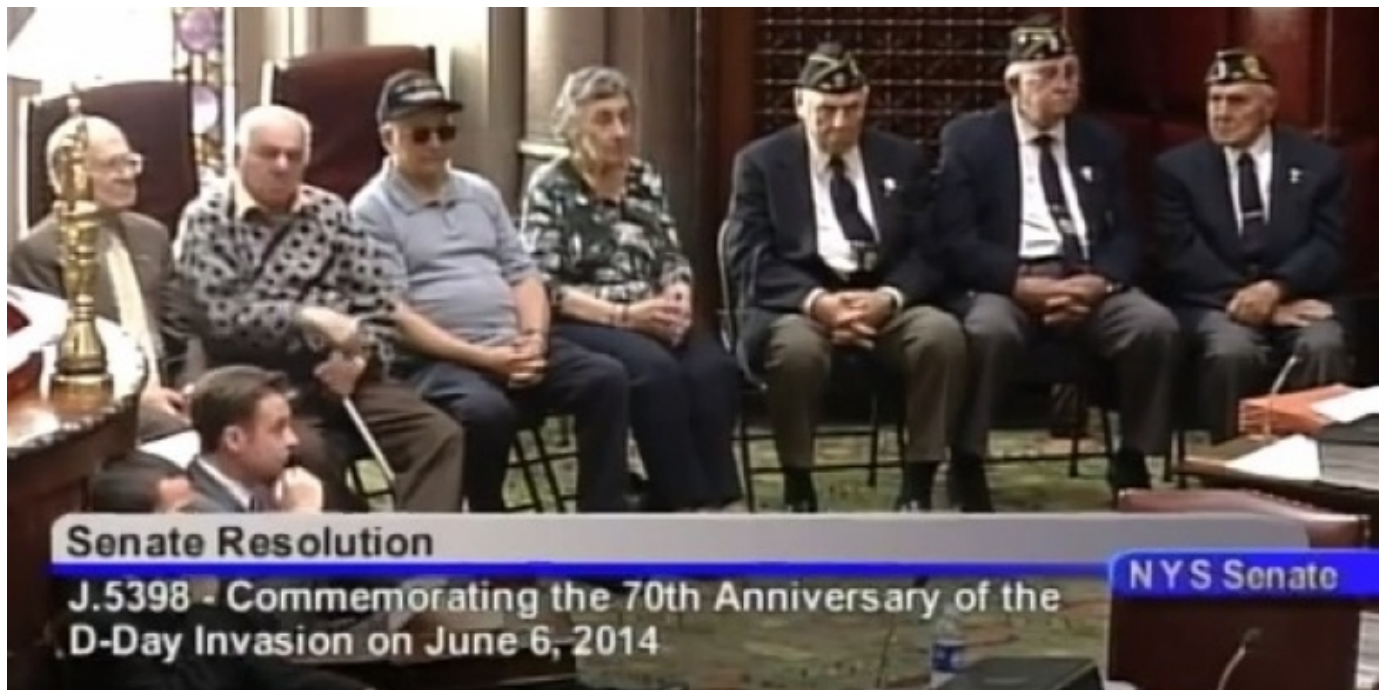 Senate Resolution
NYS Senate
J.5398 - Commemorating the 70th Anniversary of the
D-Day Invasion on June 6, 2014